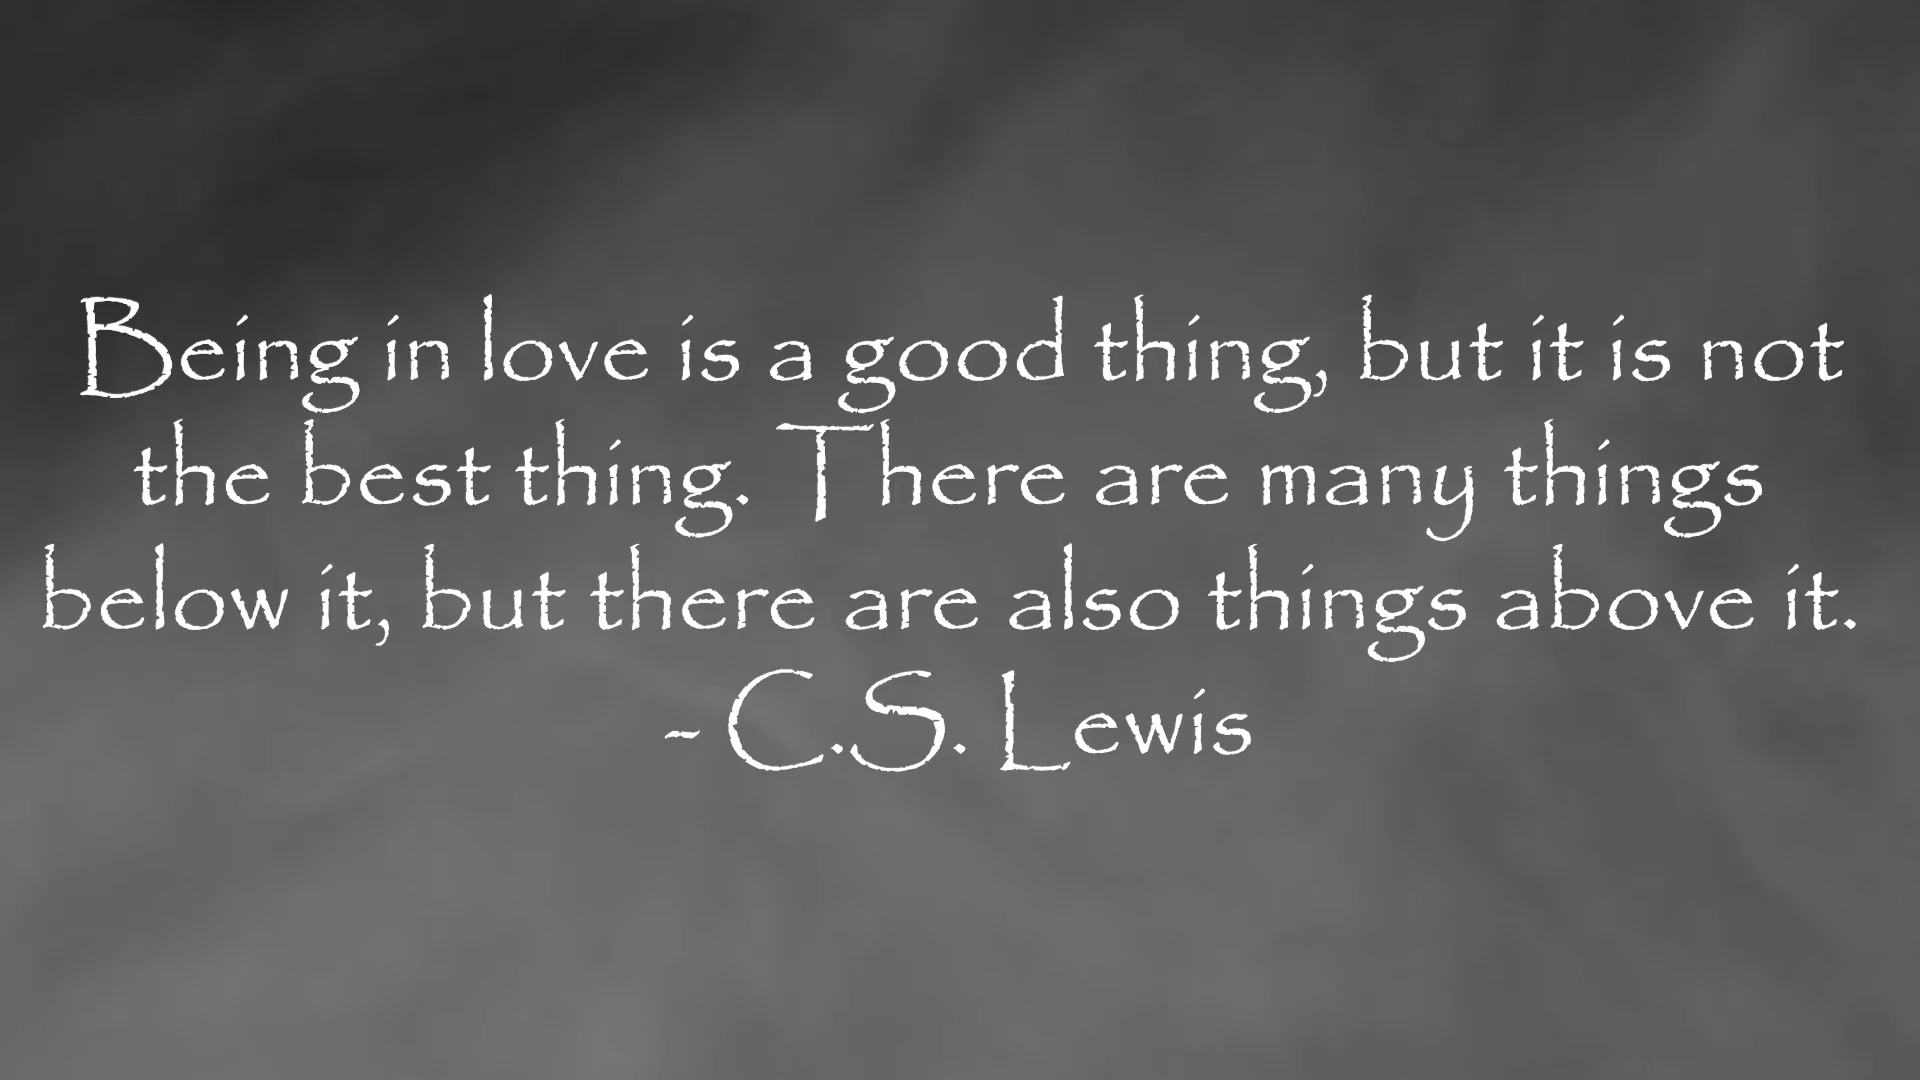 Being in love is a good thing, but it is not
the best thing. There are many things
below it, but there are also things above it.
- C.S. Lewis